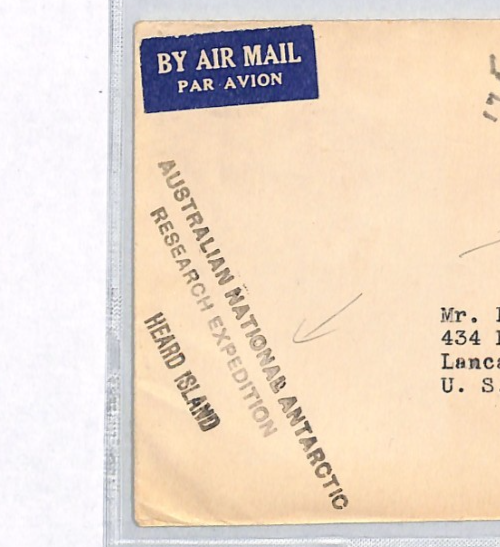 BY AIR MAIL
PAR AVION
AUSTRALIAN NATIONAL ANTARCTIC
RESEARCH EXPEDITION
HEARD ISLAND
Mr.
434
U. S.